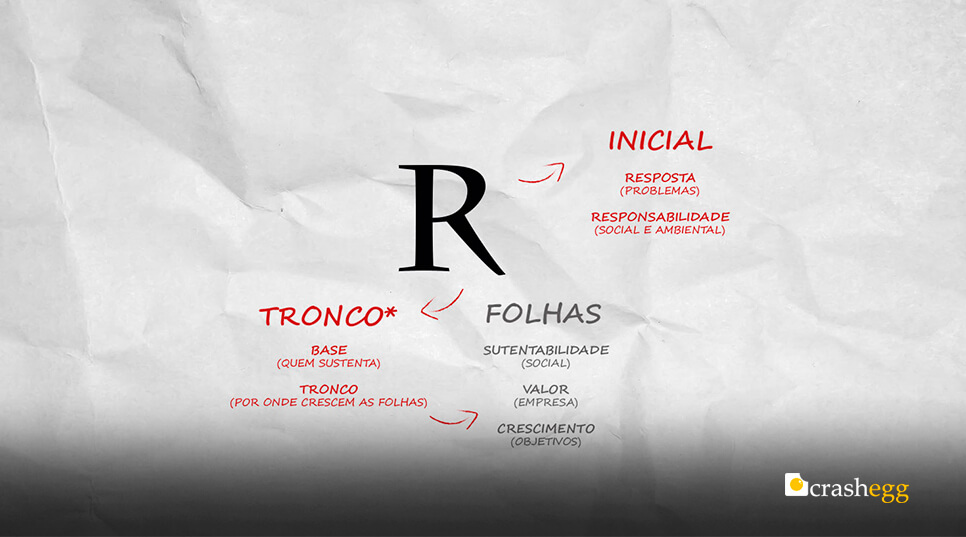 R
INICIAL
RESPOSTA
(PROBLEMAS)
RESPONSABILIDADE
(SOCIAL E AMBIENTAL)
TRONCO*
BASE
(QUEM SUSTENTA)
TRONCO
(POR ONDE CRESCEM AS FOLHAS)
FOLHAS
SUTENTABILIDADE
(SOCIAL)
VALOR
(EMPRESA)
CRESCIMENTO
(OBJETIVOS)
crashegg